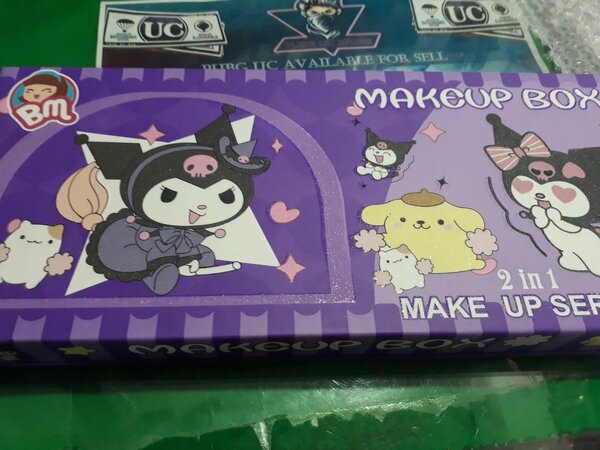 UC
UC
PUBG UC AVAILABLE FOR SELL
BM
MAKEUP BOX
2 in 1
MAKE UP SER
MAKEUP BOX